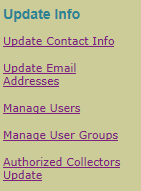 Update Info
Update Contact Info
Update Email
Addresses
Manage Users
Manage User Groups
Authorized Collectors
Update